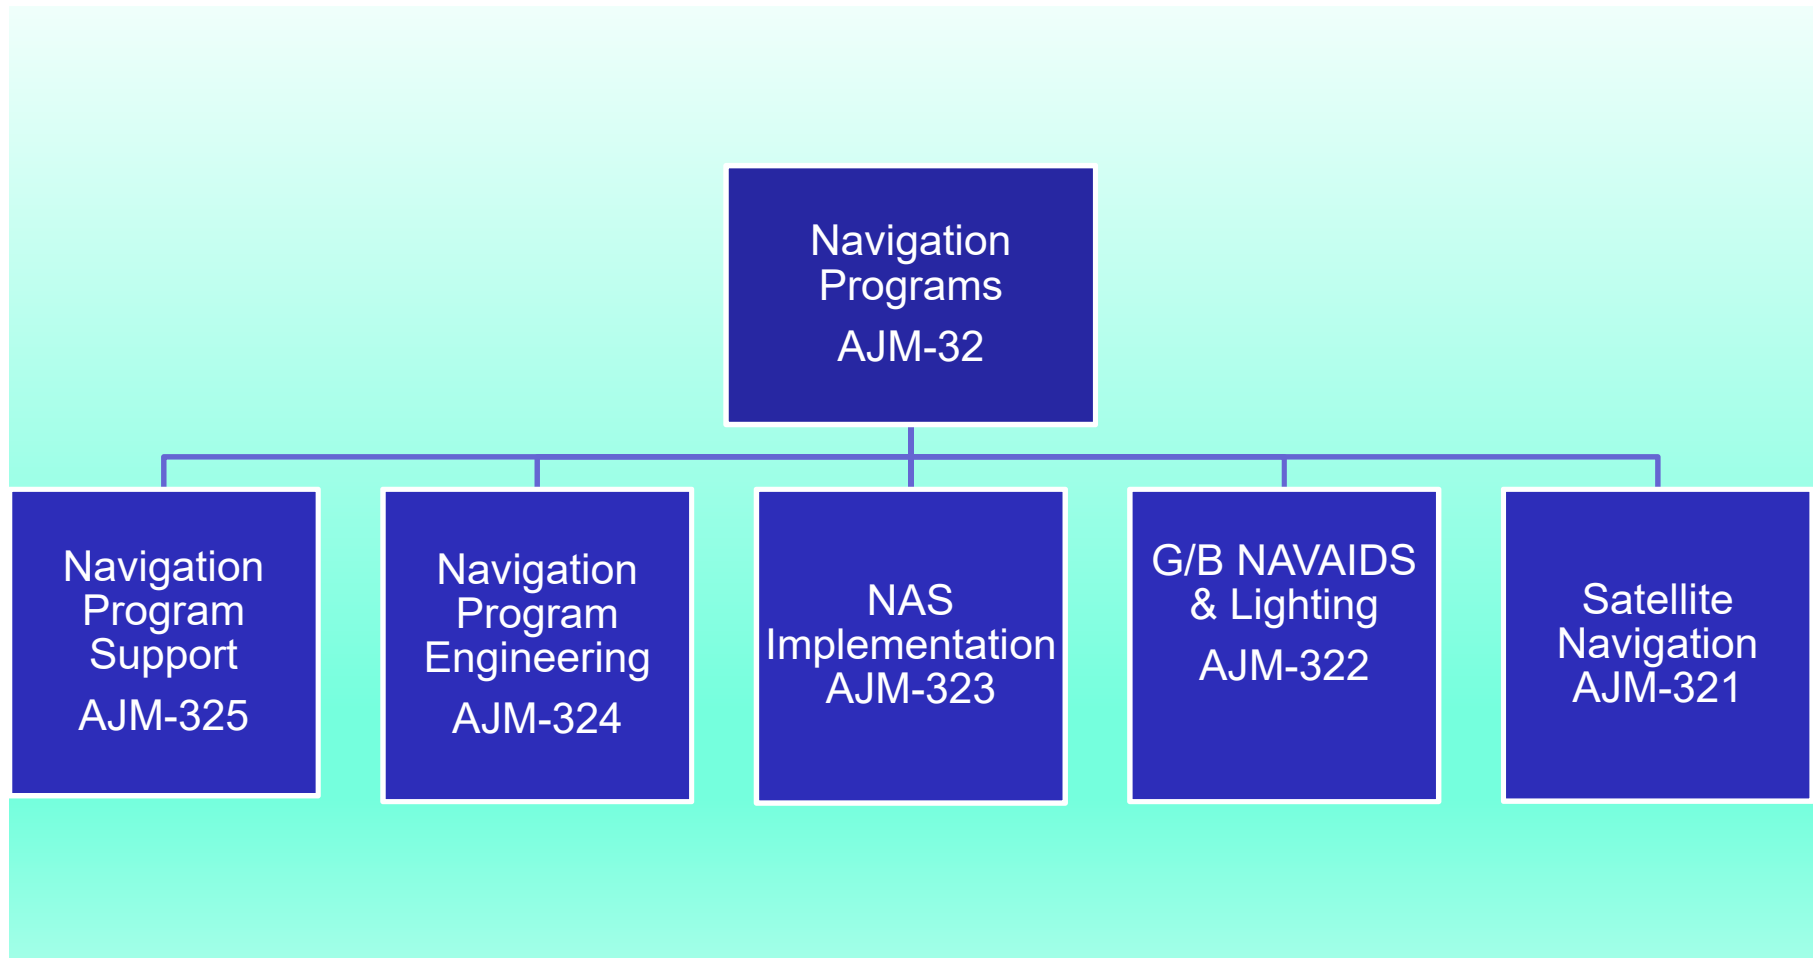 Navigation
Programs
AJM-32
Navigation
Program
Support
AJM-325
Navigation
Program
Engineering
AJM-324
NAS
Implementation
AJM-323
G/B NAVAIDS
& Lighting
AJM-322
Satellite
Navigation
AJM-321